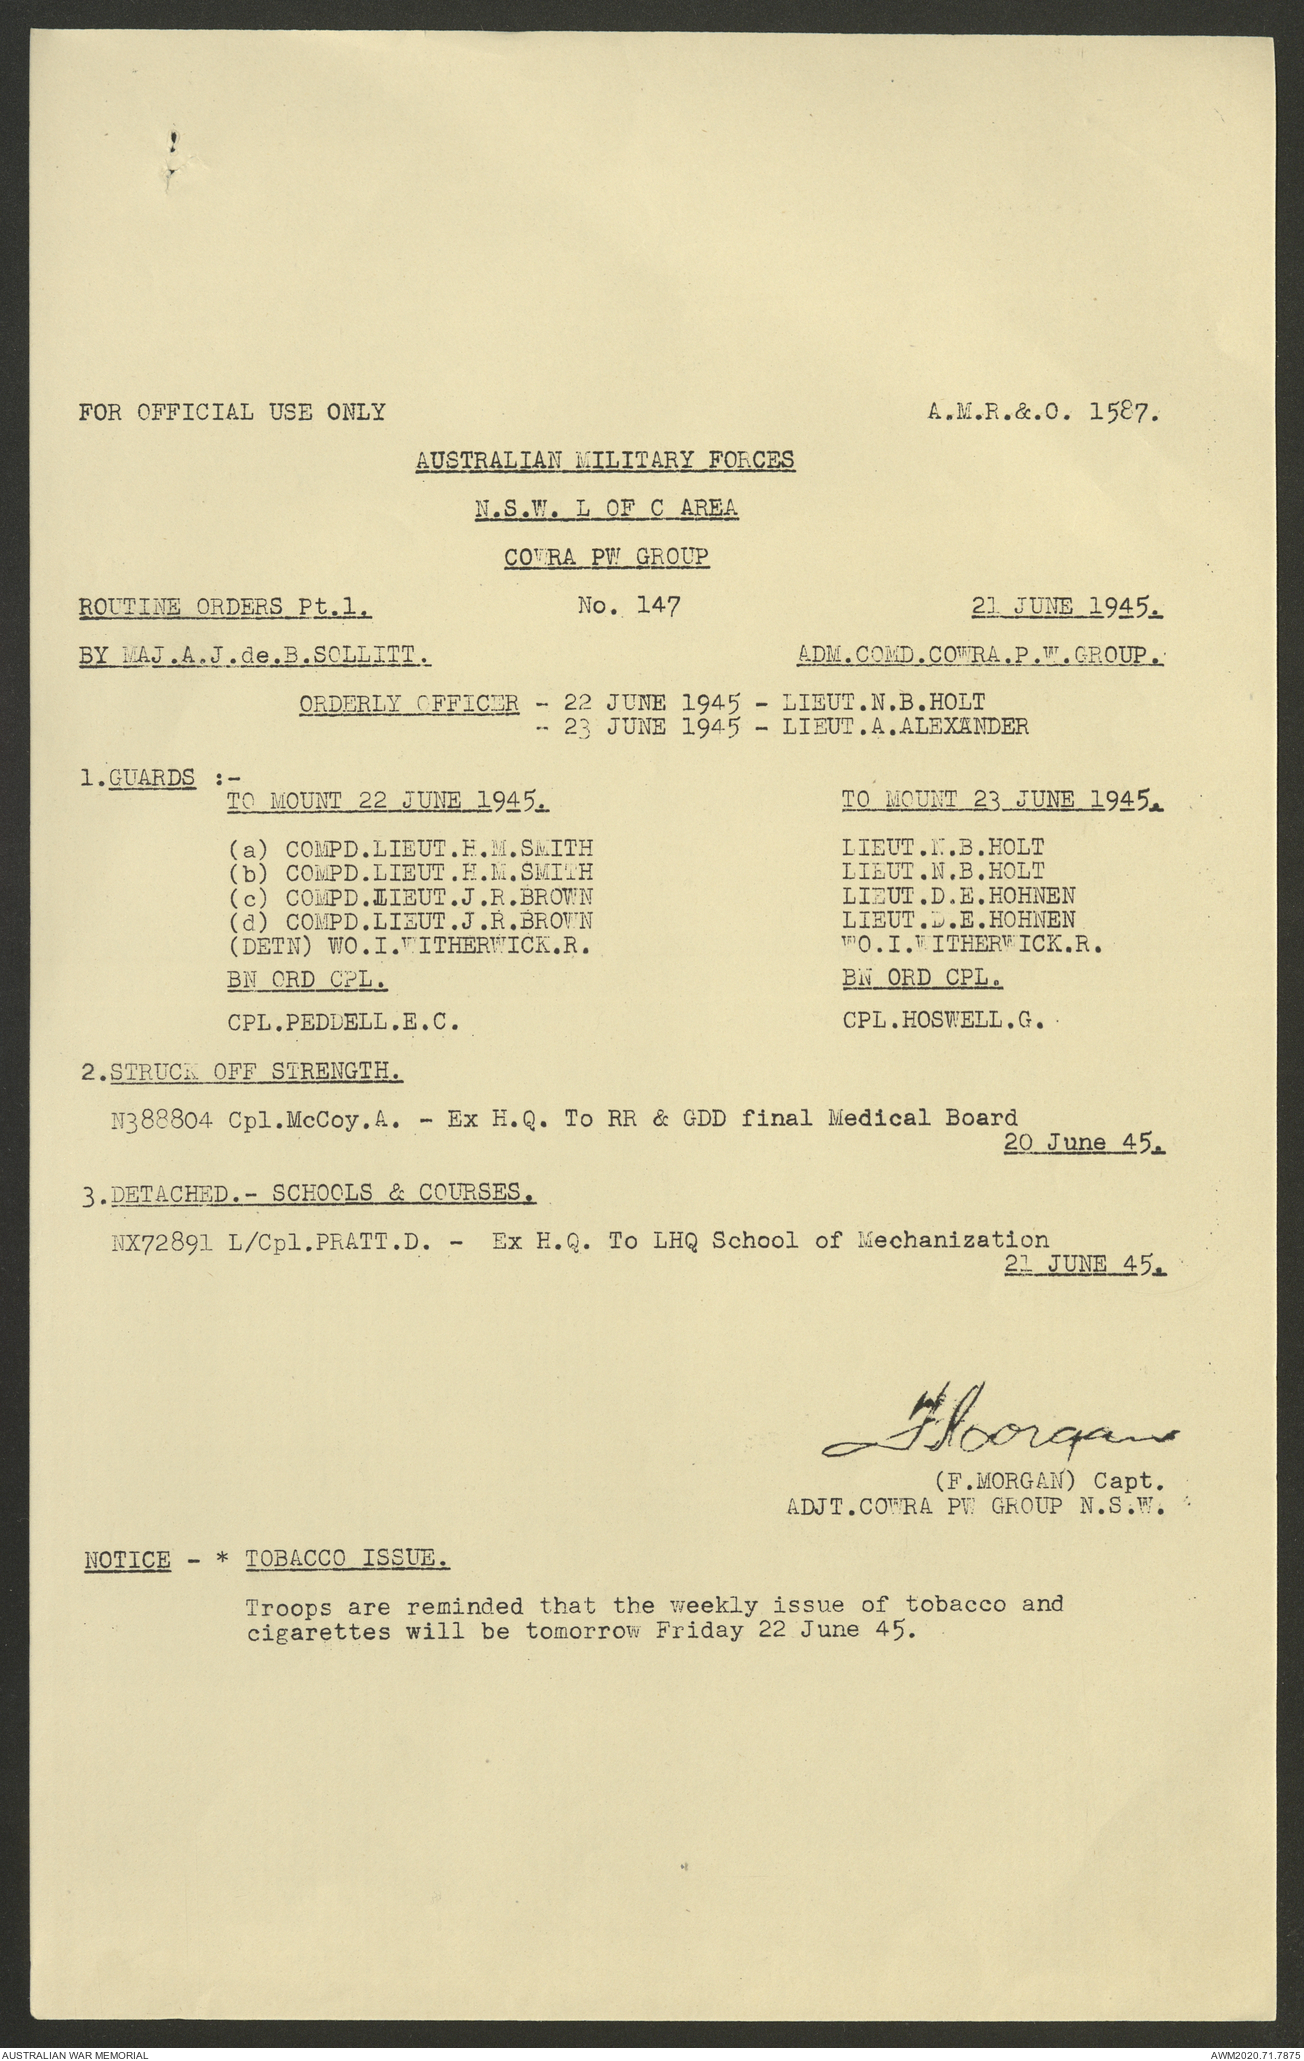 FOR OFFICIAL USE ONLY A.M.R.&.O. 1587.
AUSTRALIAN MILITARY FORCES
N.S.W. L OF C AREA
COWRA PW GROUP
ROUTINE ORDERS Pt.1. No. 147 21 JUNE 1945.
BY MAJ.A.J.de.B.SOLLITT. ADM.COMD.COWRA.P.W.GROUP.
ORDERLY OFFICER - 22 JUNE 1945 - LIEUT.N.B.HOLT
- 23 JUNE 1945 - LIEUT.A.ALEXANDER
1.GUARDS :-
TO MOUNT 22 JUNE 1945. TO MOUNT 23 JUNE 1945.
(a) COMPD.LIEUT.H.M.SMITH LIEUT.N.B.HOLT
(b) COMPD.LIEUT.H.M.SMITH LIEUT.N.B.HOLT
(c) COMPD.LIEUT.J.R.BROWN LIEUT.D.E.HOHNEN
(d) COMPD.LIEUT.J.R.BROWN LIEUT.D.E.HOHNEN
(DETN) WO.I.WITHERWICK.R. WO.I.WITHERWICK.R.
BN ORD CPL. BN ORD CPL.
CPL.PEDDELL.E.C. CPL.HOSWELL.G.
2.STRUCK OFF STRENGTH.
N388804 Cpl.McCoy.A. - Ex H.Q. To RR & GDD final Medical Board
20 June 45.
3.DETACHED.- SCHOOLS & COURSES.
NX72891 L/Cpl.PRATT.D. - Ex H.Q. To LHQ School of Mechanization
21 JUNE 45.
F Morgan
(F.MORGAN) Capt.
ADJT.COWRA PW GROUP N.S.W.
NOTICE - * TOBACCO ISSUE.
Troops are reminded that the weekly issue of tobacco and
cigarettes will be tomorrow Friday 22 June 45.
AUSTRALIAN WAR MEMORIAL AWM2020.71.7875